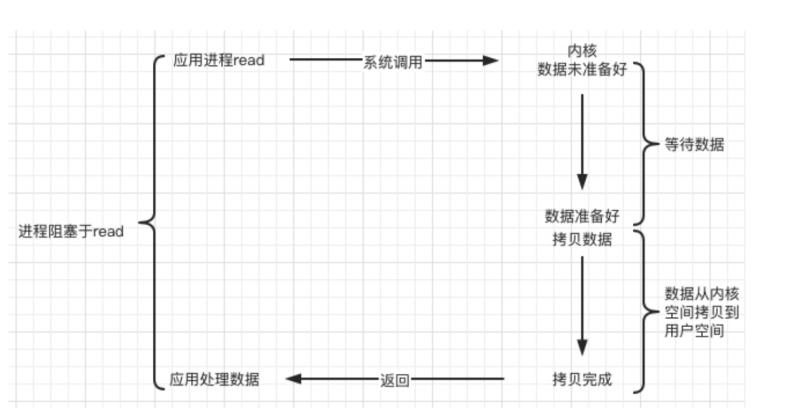 应用进程read
系统调用
内核
数据未准备好
等待数据
进程阻塞于read
数据准备好
拷贝数据
数据从内核
空间拷贝到
用户空间
应用处理数据
返回
拷贝完成